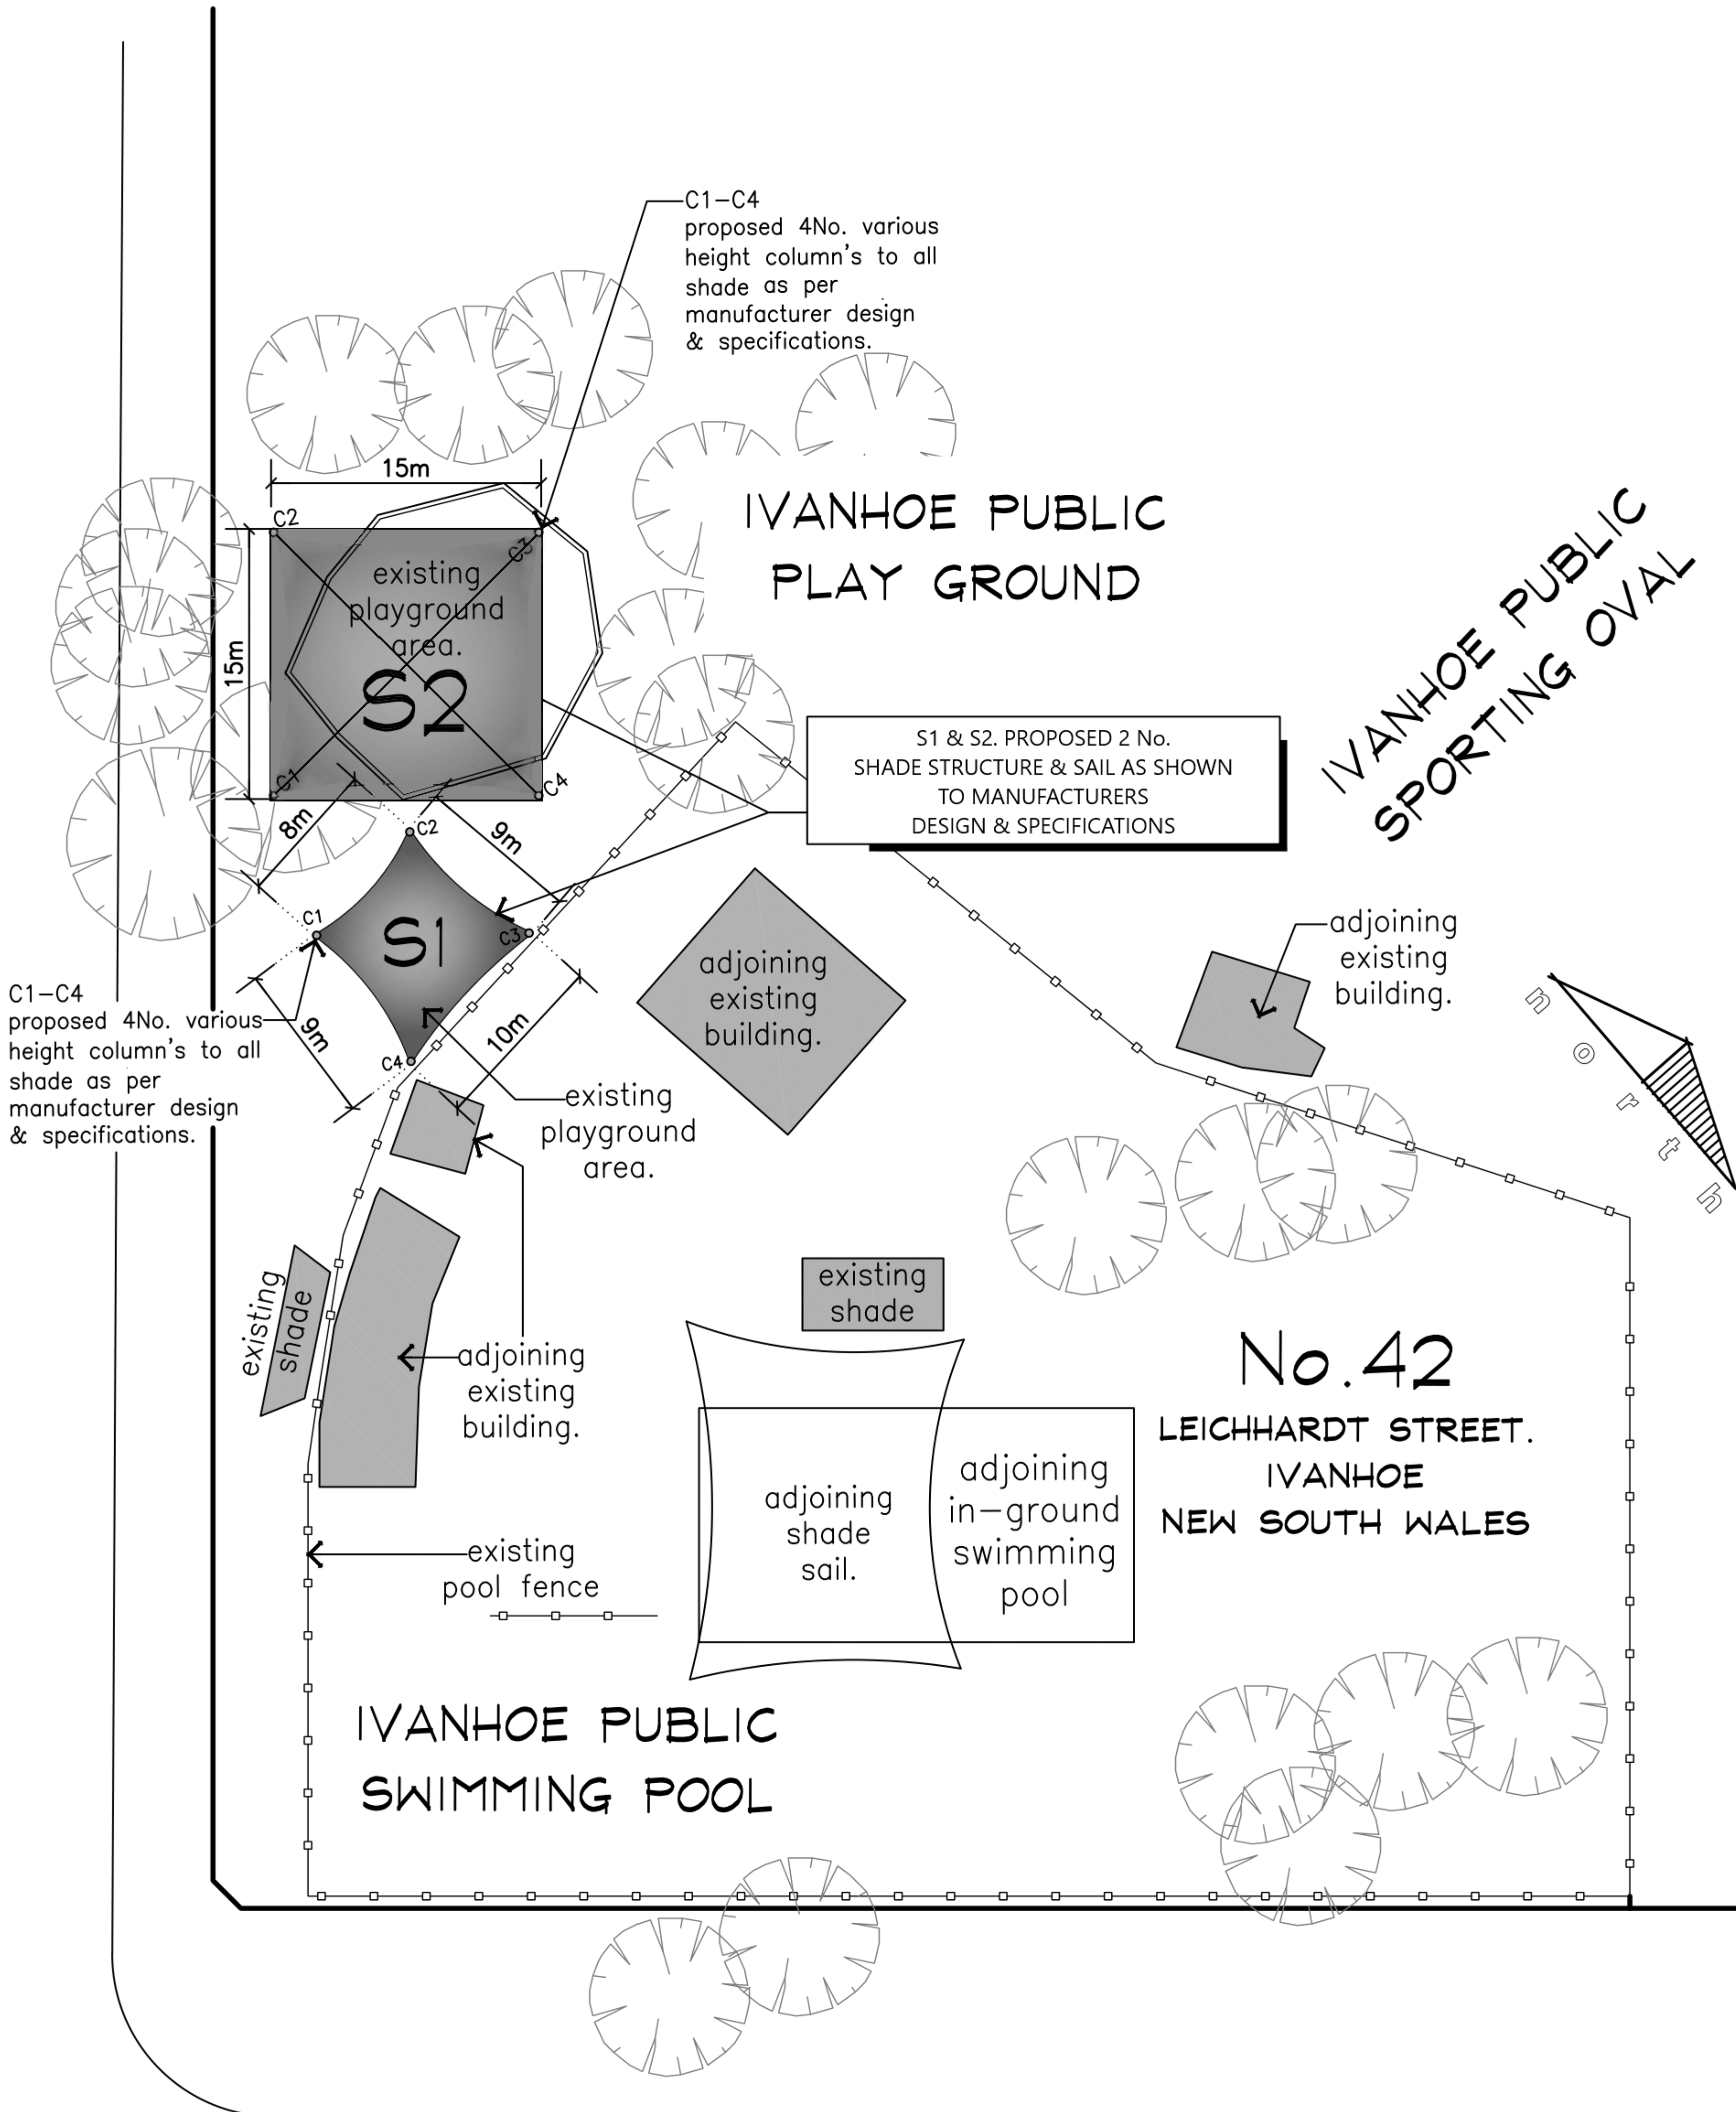 C1-C4
proposed 4No. various
height column's to all
shade as per
manufacturer design
& specifications.
15m
IVANHOE PUBLIC
PLAY GROUND
IVANHOE PUBLIC
SPORTING OVAL
C2
C3
existing
playground
area.
S2
15m
C1
C4
S1 & S2. PROPOSED 2 No.
SHADE STRUCTURE & SAIL AS SHOWN
TO MANUFACTURERS
DESIGN & SPECIFICATIONS
8m
C2
9m
C1
S1
C3
C4
9m
10m
C1-C4
proposed 4No. various
height column's to all
shade as per
manufacturer design
& specifications.
adjoining
existing
building.
adjoining
existing
building.
north
existing
playground
area.
existing
shade
existing
shade
adjoining
existing
building.
No.42
LEICHHARDT STREET.
IVANHOE
NEW SOUTH WALES
adjoining
shade
sail.
adjoining
in-ground
swimming
pool
existing
pool fence
IVANHOE PUBLIC
SWIMMING POOL